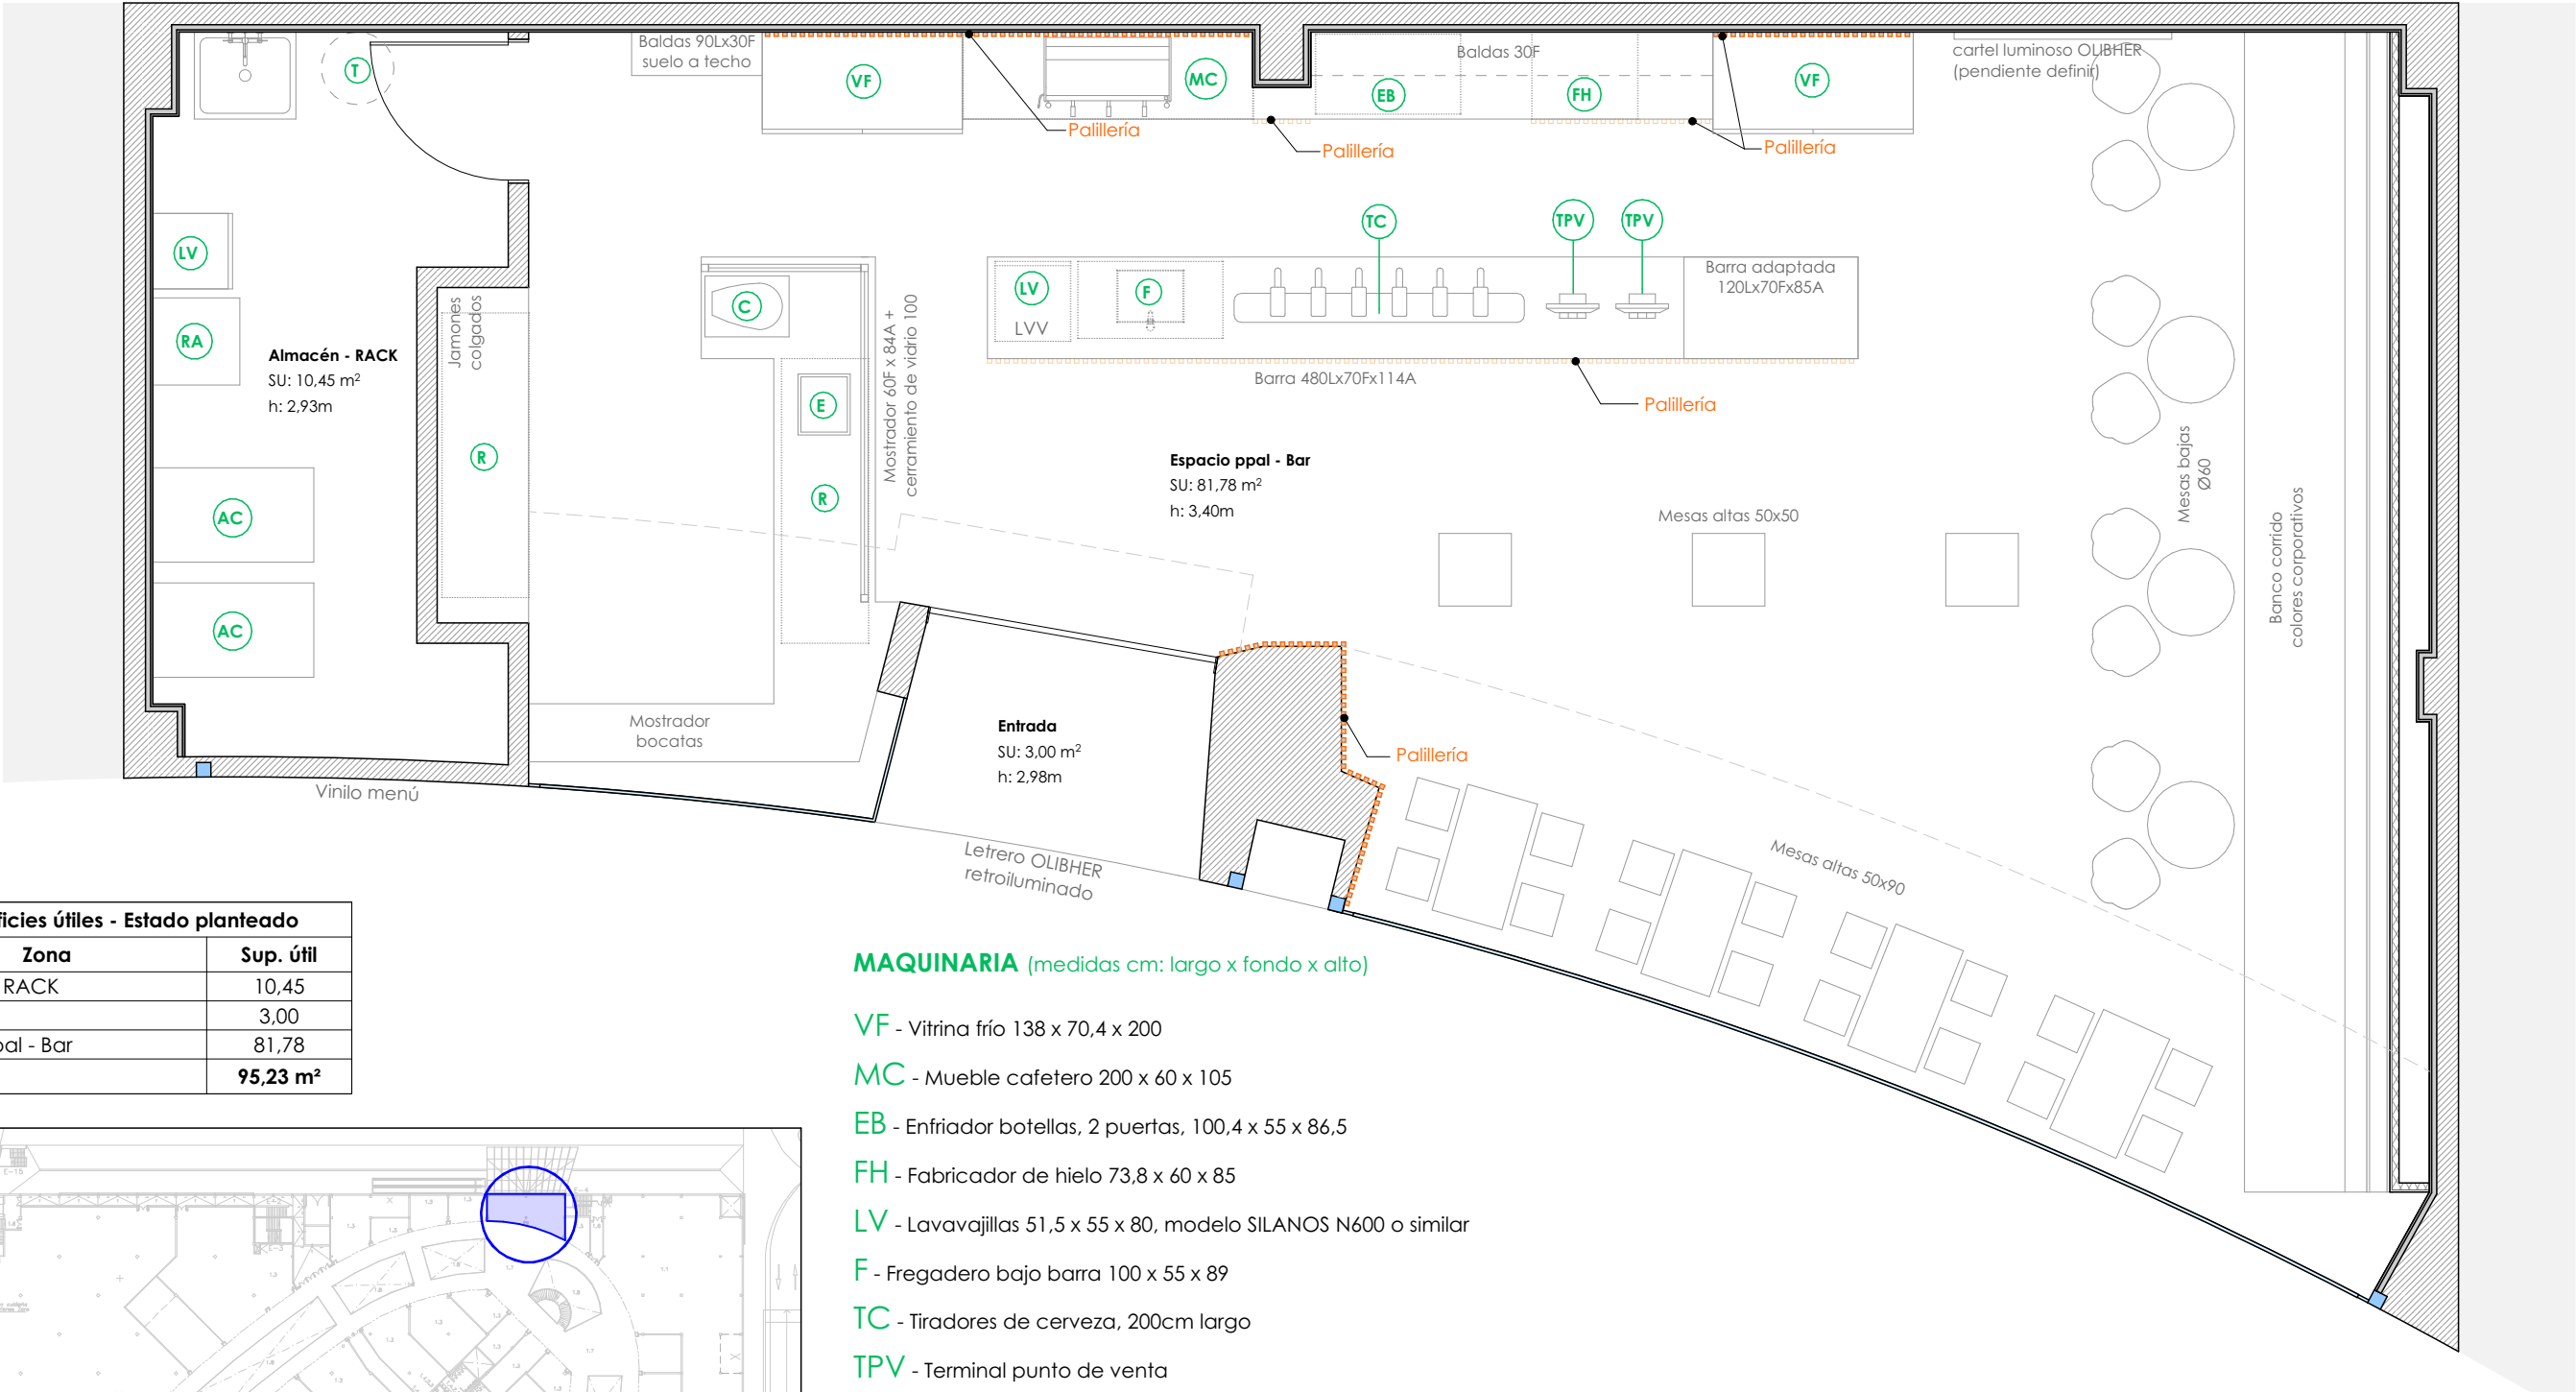 T
Baldas 90Lx30F
suelo a techo
VF
MC
EB
Baldas 30F
FH
VF
cartel luminoso OLIBHER
(pendiente definir)
Palillería
Palillería
Palillería
LV
RA
Almacén - RACK
SU: 10,45 m²
h: 2,93m
Jamones
colgados
R
AC
AC
C
E
R
Mostrador 60F x 84A +
cerramiento de vidrio 100
LV
LVV
F
TC
TPV
TPV
Barra adaptada
120Lx70Fx85A
Barra 480Lx70Fx114A
Palillería
Espacio ppal - Bar
SU: 81,78 m²
h: 3,40m
Mesas altas 50x50
Mesas bajas
Ø60
Banco corrido
colores corporativos
Mostrador
bocatas
Entrada
SU: 3,00 m²
h: 2,98m
Palillería
Vinilo menú
Letrero OLIBHER
retroiluminado
Mesas altas 50x90
ficies útiles - Estado planteado
Zona Sup. útil
RACK 10,45
3,00
pal - Bar 81,78
95,23 m²
MAQUINARIA (medidas cm: largo x fondo x alto)
VF - Vitrina frío 138 x 70,4 x 200
MC - Mueble cafetero 200 x 60 x 105
EB - Enfriador botellas, 2 puertas, 100,4 x 55 x 86,5
FH - Fabricador de hielo 73,8 x 60 x 85
LV - Lavavajillas 51,5 x 55 x 80, modelo SILANOS N600 o similar
F - Fregadero bajo barra 100 x 55 x 89
TC - Tiradores de cerveza, 200cm largo
TPV - Terminal punto de venta
E-15